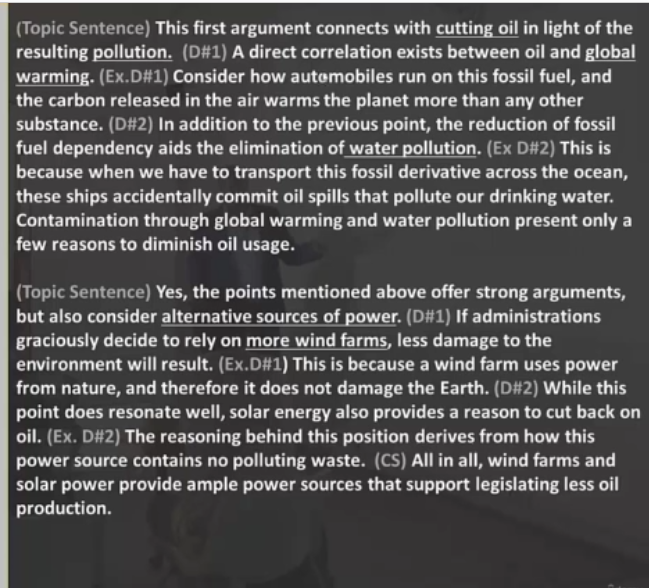 (Topic Sentence) This first argument connects with cutting oil in light of the
resulting pollution. (D#1) A direct correlation exists between oil and global
warming. (Ex.D#1) Consider how automobiles run on this fossil fuel, and
the carbon released in the air warms the planet more than any other
substance. (D#2) In addition to the previous point, the reduction of fossil
fuel dependency aids the elimination of water pollution. (Ex D#2) This is
because when we have to transport this fossil derivative across the ocean,
these ships accidentally commit oil spills that pollute our drinking water.
Contamination through global warming and water pollution present only a
few reasons to diminish oil usage.
(Topic Sentence) Yes, the points mentioned above offer strong arguments,
but also consider alternative sources of power. (D#1) If administrations
graciously decide to rely on more wind farms, less damage to the
environment will result. (Ex.D#1) This is because a wind farm uses power
from nature, and therefore it does not damage the Earth. (D#2) While this
point does resonate well, solar energy also provides a reason to cut back on
oil. (Ex. D#2) The reasoning behind this position derives from how this
power source contains no polluting waste. (CS) All in all, wind farms and
solar power provide ample power sources that support legislating less oil
production.